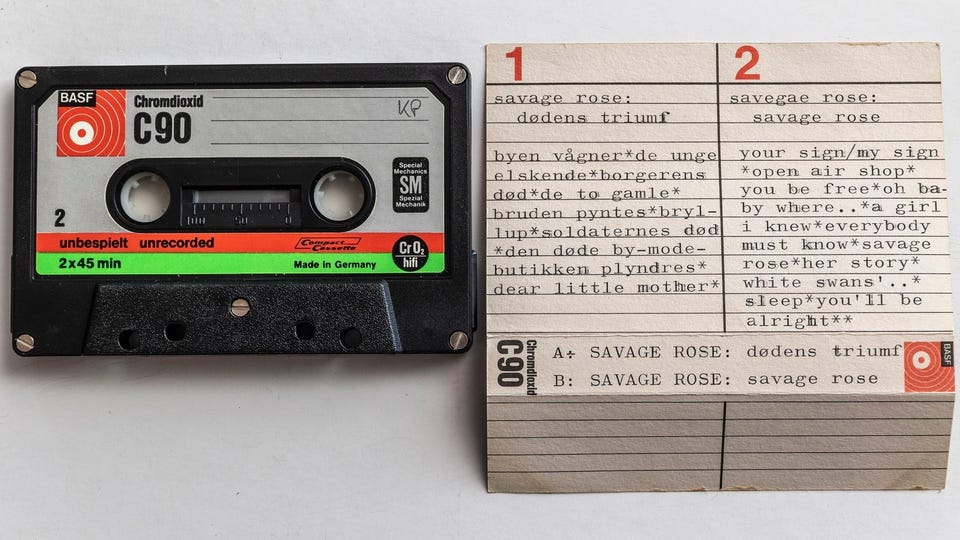 BASF
Chromdioxid
C90
KP
Special
Mechanics
SM
Spezial
Mechanik
100 50 0
2
unbespielt unrecorded
Compact
Cassette
2x45 min
Made in Germany
CrO2
hifi
1
savage rose:
dødens triumf
byen vågner*de unge
elskende*borgerens
død*de to gamle*
bruden pyntes*bryl-
lup*soldaternes død
*den døde by-mode-
butikken plyndres*
dear little mother*
2
savegae rose:
savage rose
your sign/my sign
*open air shop*
you be free*oh ba-
by where..*a girl
i knew*everybody
must know*savage
rose*her story*
white swans'..*
sleep*you'll be
alright**
Chromdioxid
C90
A÷ SAVAGE ROSE: dødens triumf
B: SAVAGE ROSE: savage rose
BASF